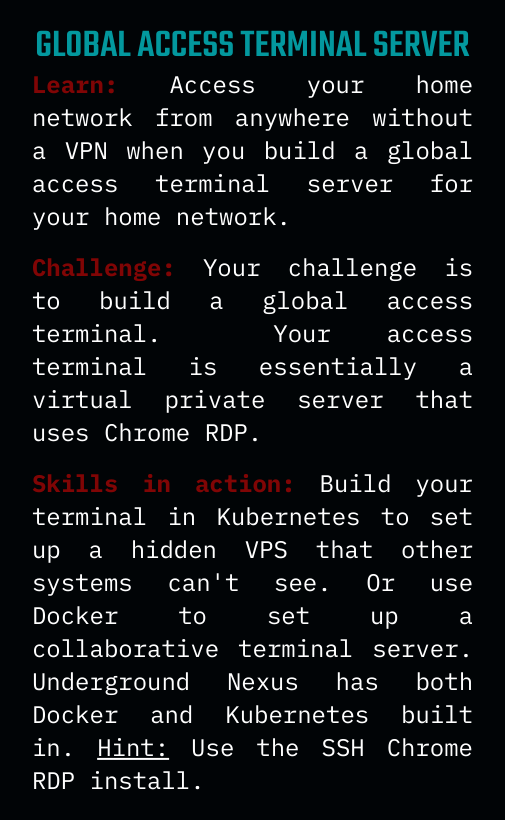 GLOBAL ACCESS TERMINAL SERVER
Learn: Access your home
network from anywhere without
a VPN when you build a global
access terminal server for
your home network.
Challenge: Your challenge is
to build a global access
terminal. Your access
terminal is essentially a
virtual private server that
uses Chrome RDP.
Skills in action: Build your
terminal in Kubernetes to set
up a hidden VPS that other
systems can't see. Or use
Docker to set up a
collaborative terminal server.
Underground Nexus has both
Docker and Kubernetes built
in. Hint: Use the SSH Chrome
RDP install.